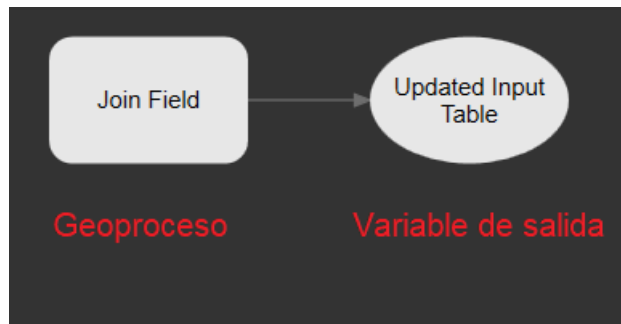 Join Field
Updated Input
Table
Geoproceso
Variable de salida